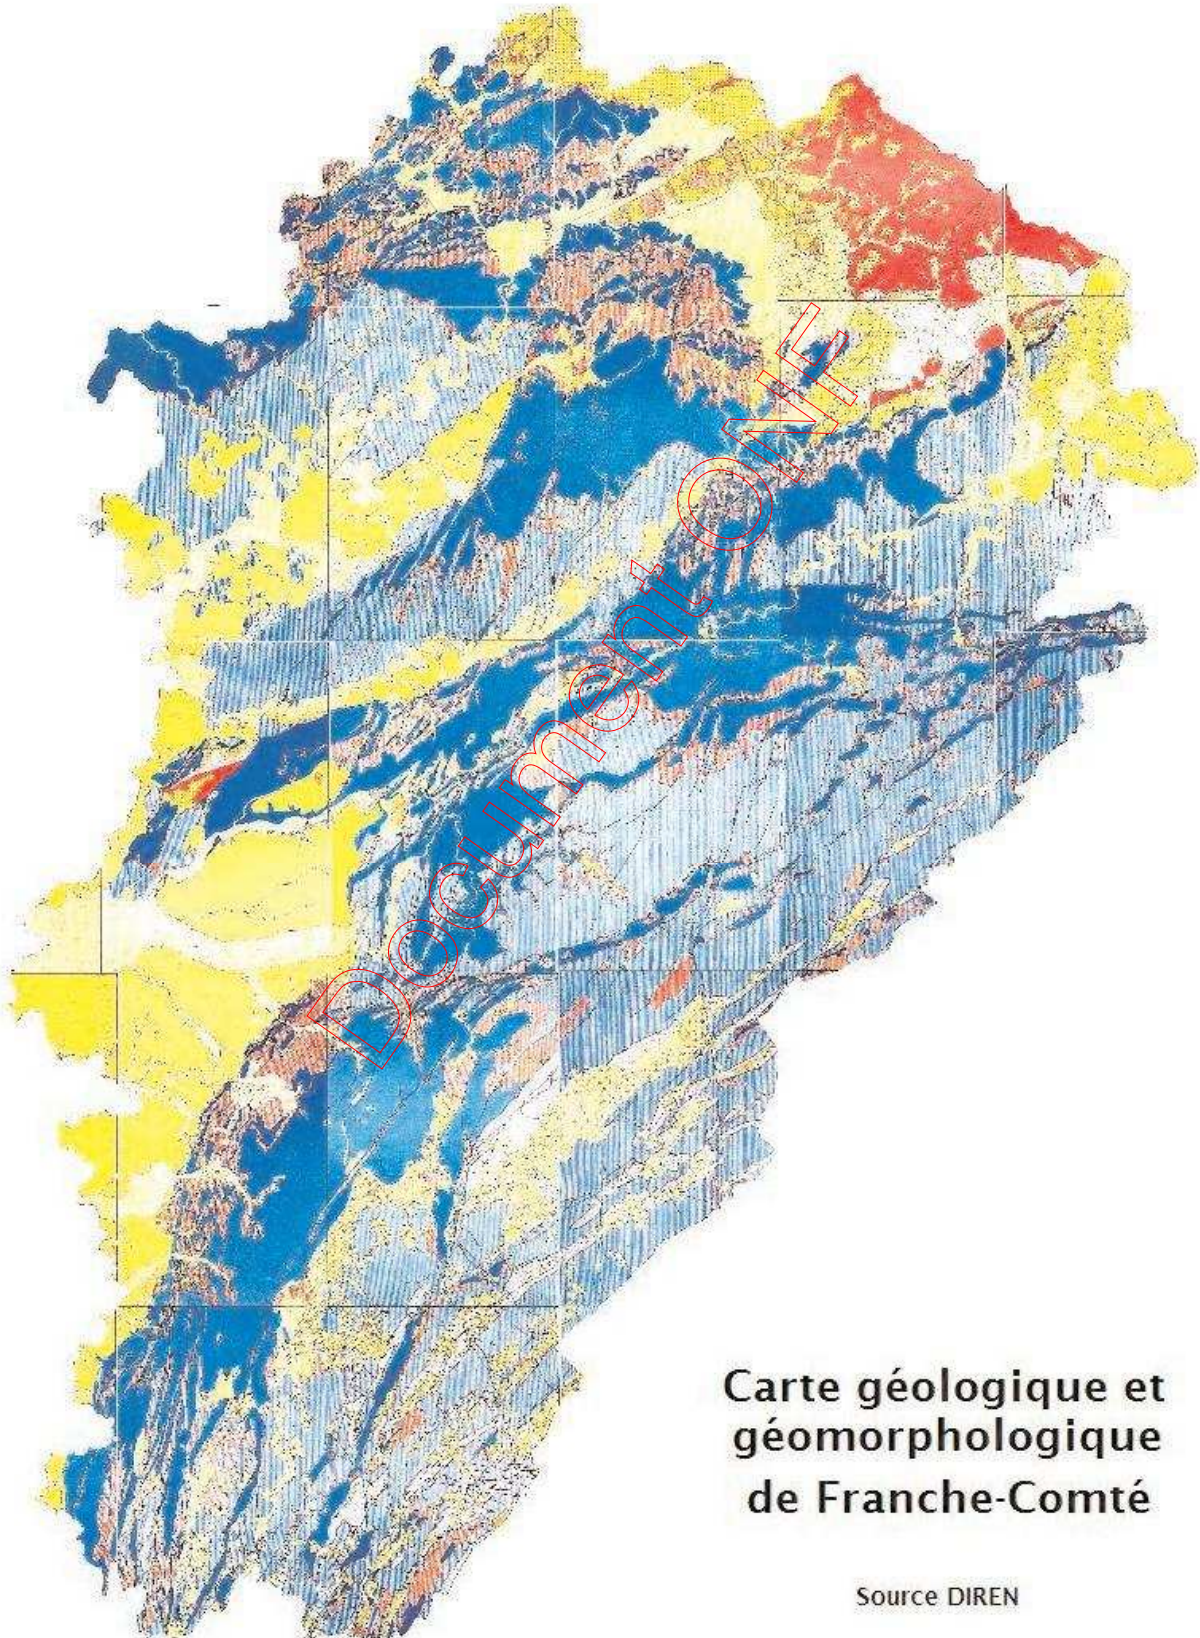 Document ONF
Carte géologique et
géomorphologique
de Franche-Comté
Source DIREN